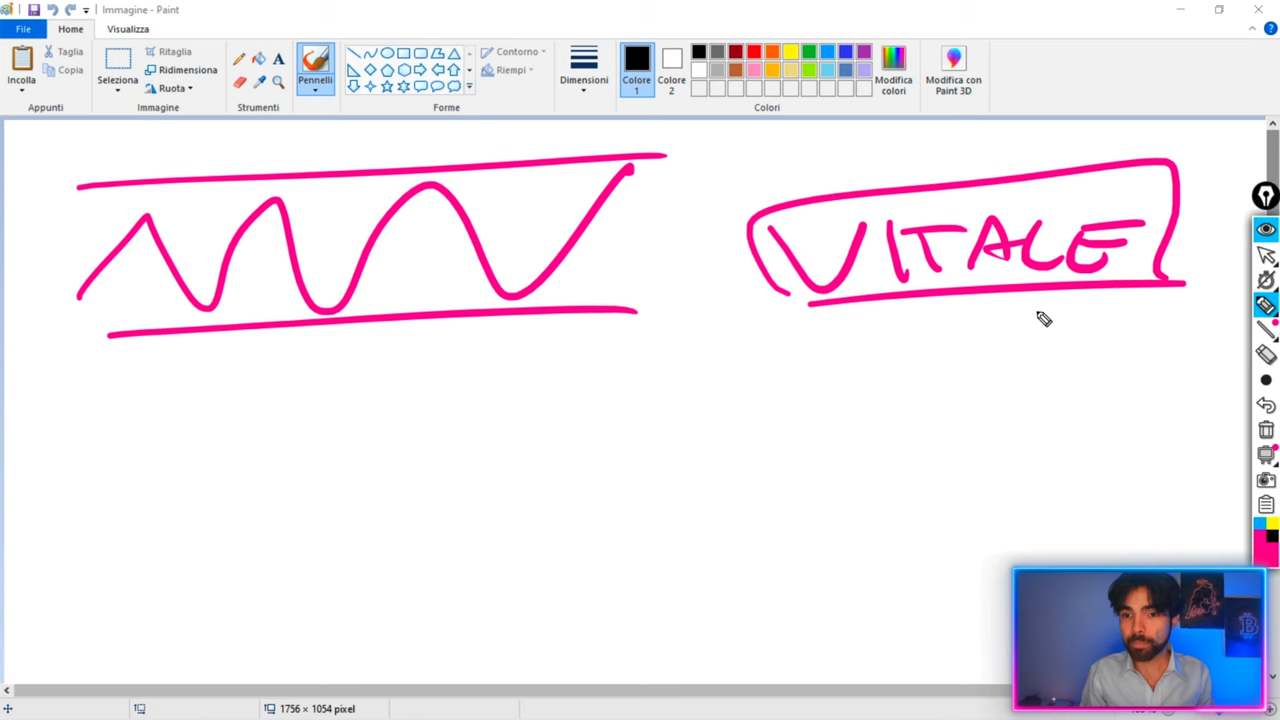 Immagine - Paint
File Home Visualizza
Incolla
Taglia
Copia
Appunti
Seleziona
Ritaglia
Ridimensiona
Ruota
Immagine
Strumenti
Pennelli
Forme
Contorno
Riempi
Dimensioni
Colore 1
Colore 2
Colori
Modifica colori
Modifica con Paint 3D
VITALE
1756 × 1054 pixel